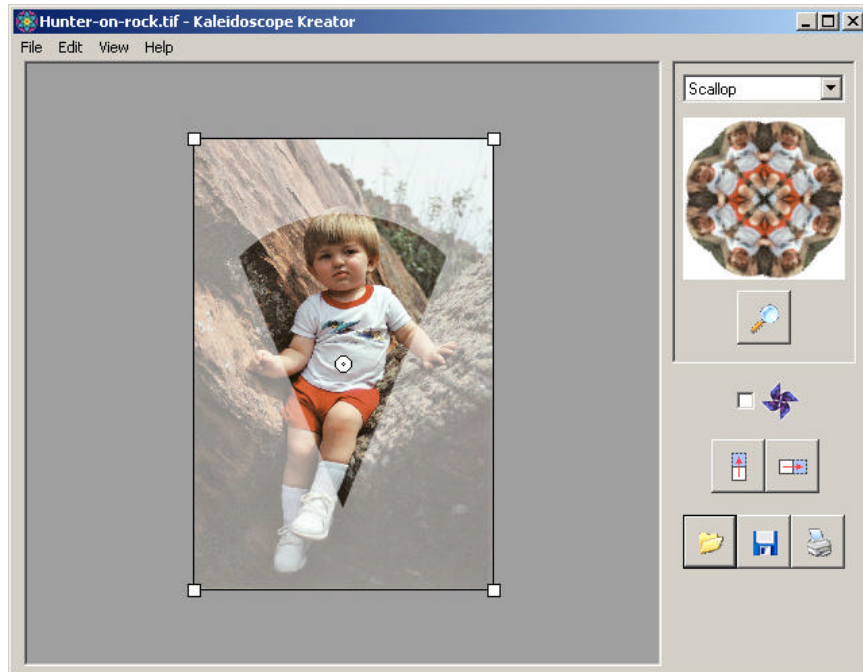 Hunter-on-rock.tif - Kaleidoscope Kreator
File Edit View Help
Scallop